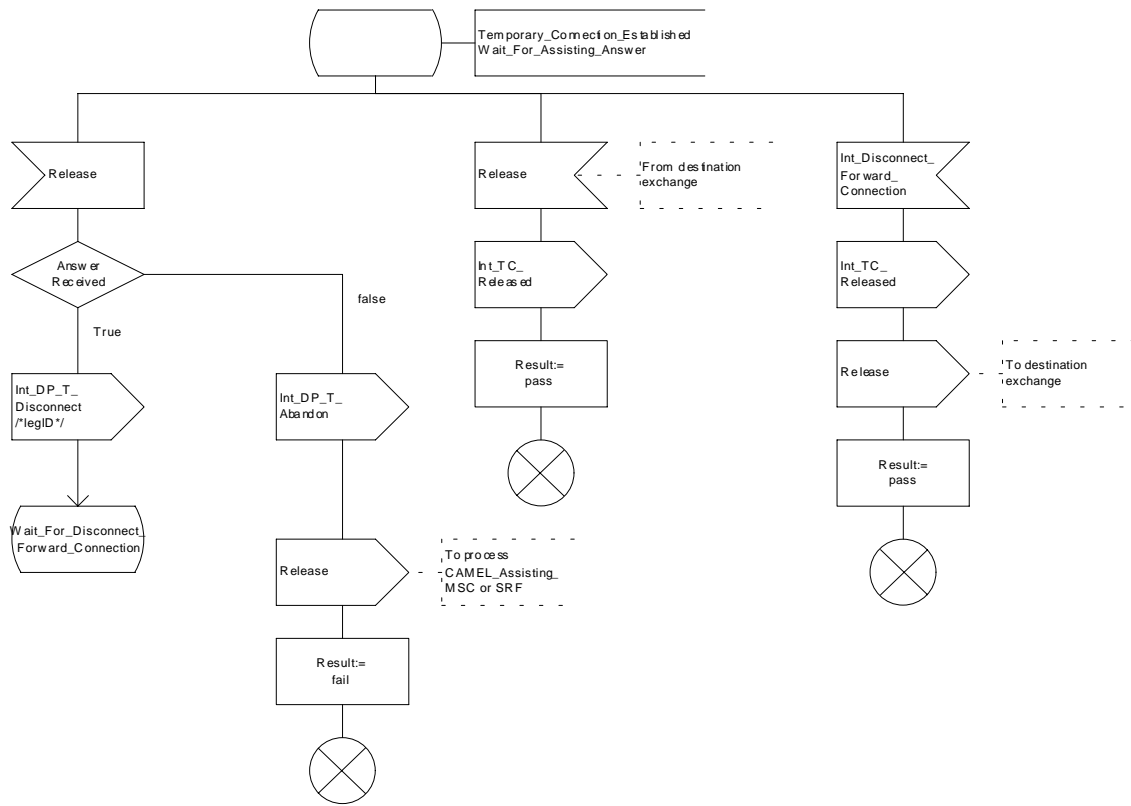 Temporary_Connection_Established
Wait_For_Assisting_Answer
Release
Release
From destination
exchange
Int_Disconnect_
Forward_
Connection
Answer
Received
Int_TC_
Released
Int_TC_
Released
false
True
Result:=
pass
Release
To destination
exchange
Int_DP_T_
Disconnect
/*legID*/
Int_DP_T_
Abandon
Result:=
pass
Wait_For_Disconnect_
Forward_Connection
Release
To process
CAMEL_Assisting_
MSC or SRF
Result:=
fail